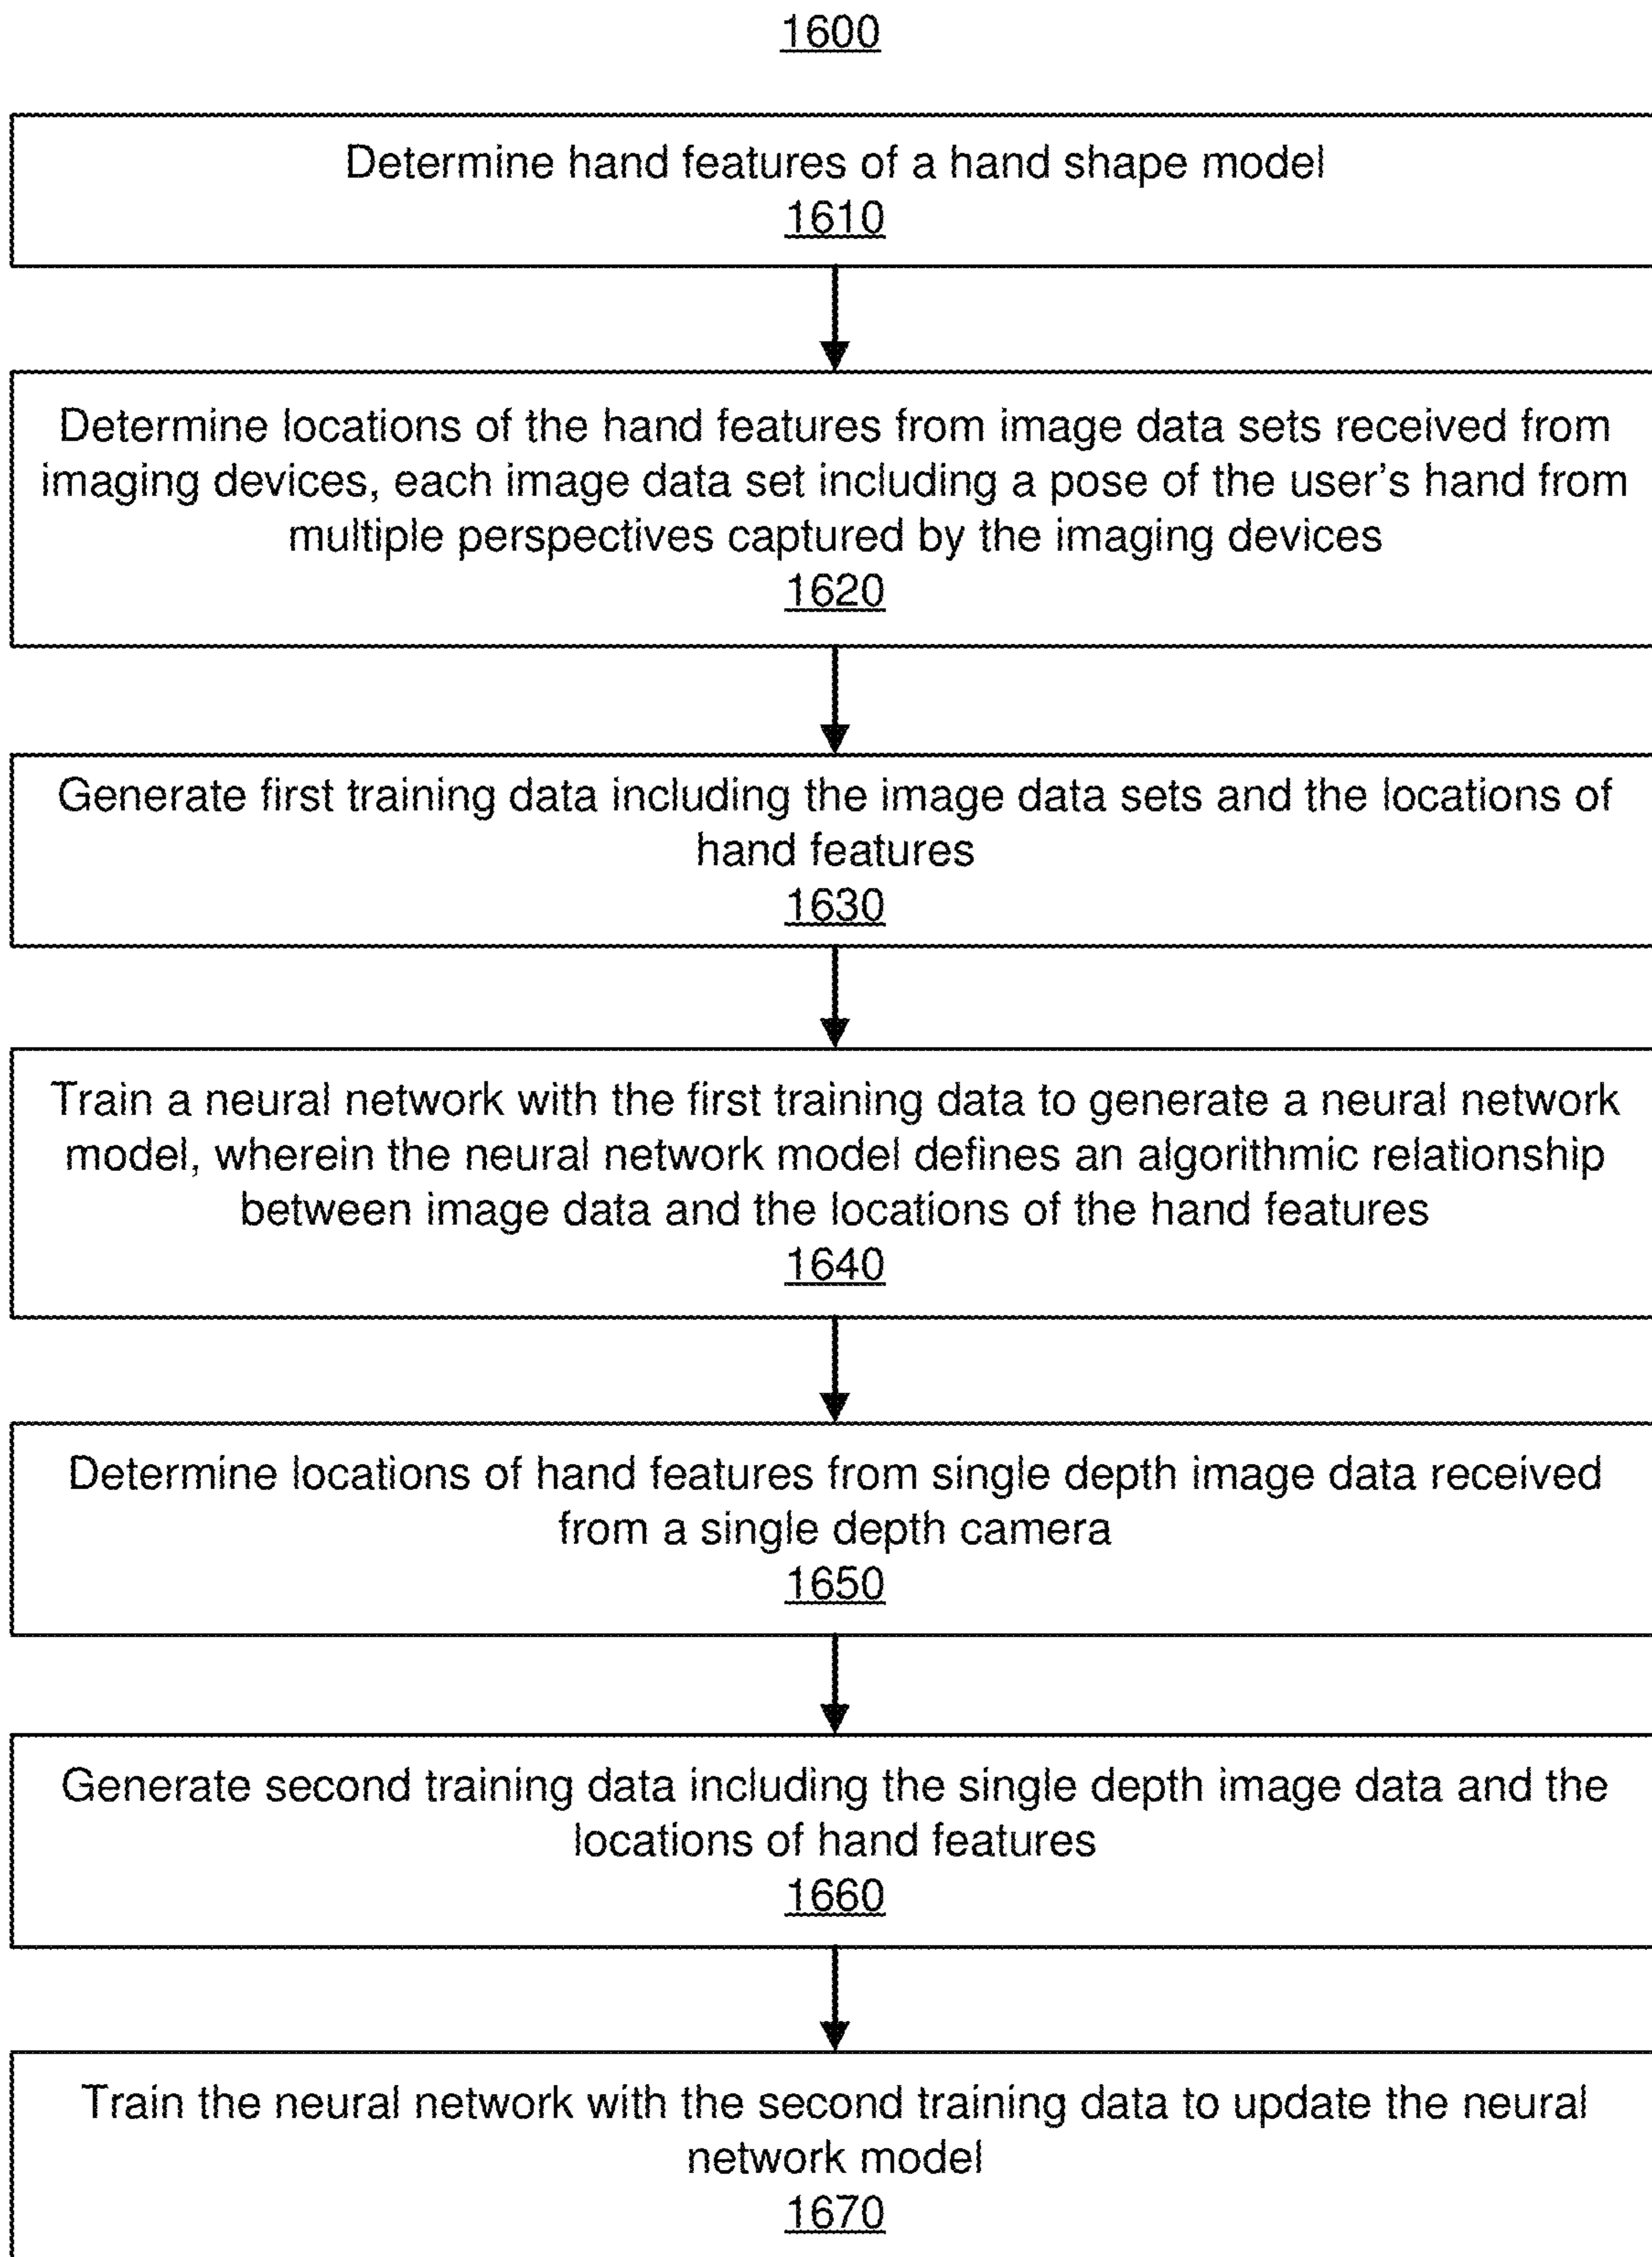 1600
Determine hand features of a hand shape model
1610
Determine locations of the hand features from image data sets received from
imaging devices, each image data set including a pose of the user's hand from
multiple perspectives captured by the imaging devices
1620
Generate first training data including the image data sets and the locations of
hand features
1630
Train a neural network with the first training data to generate a neural network
model, wherein the neural network model defines an algorithmic relationship
between image data and the locations of the hand features
1640
Determine locations of hand features from single depth image data received
from a single depth camera
1650
Generate second training data including the single depth image data and the
locations of hand features
1660
Train the neural network with the second training data to update the neural
network model
1670